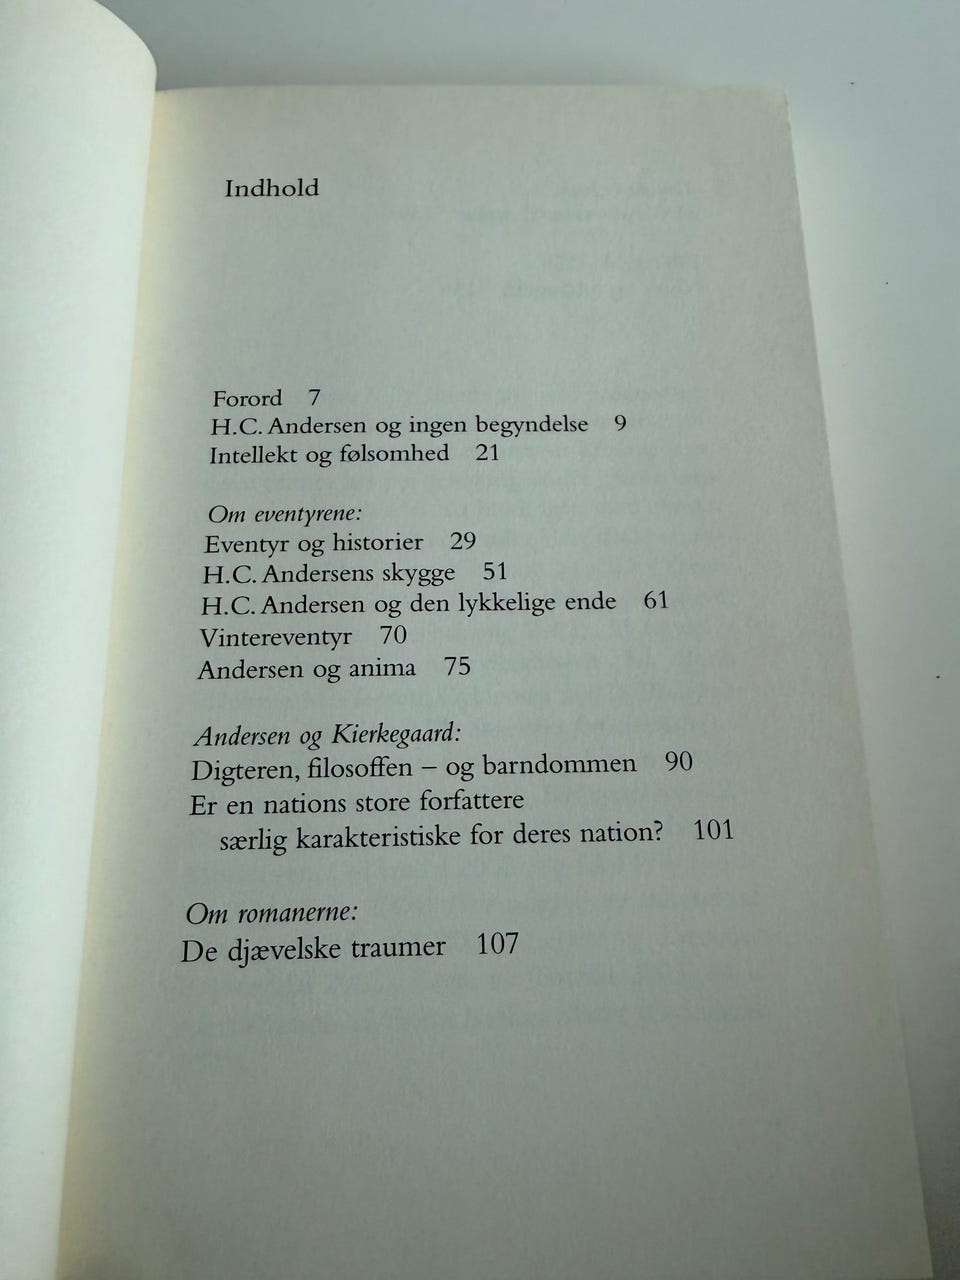 Indhold
Forord 7
H.C. Andersen og ingen begyndelse 9
Intellekt og følsomhed 21
Om eventyrene:
Eventyr og historier 29
H.C. Andersens skygge 51
H.C. Andersen og den lykkelige ende 61
Vintereventyr 70
Andersen og anima 75
Andersen og Kierkegaard:
Digteren, filosoffen – og barndommen 90
Er en nations store forfattere
særlig karakteristiske for deres nation? 101
Om romanerne:
De djævelske traumer 107